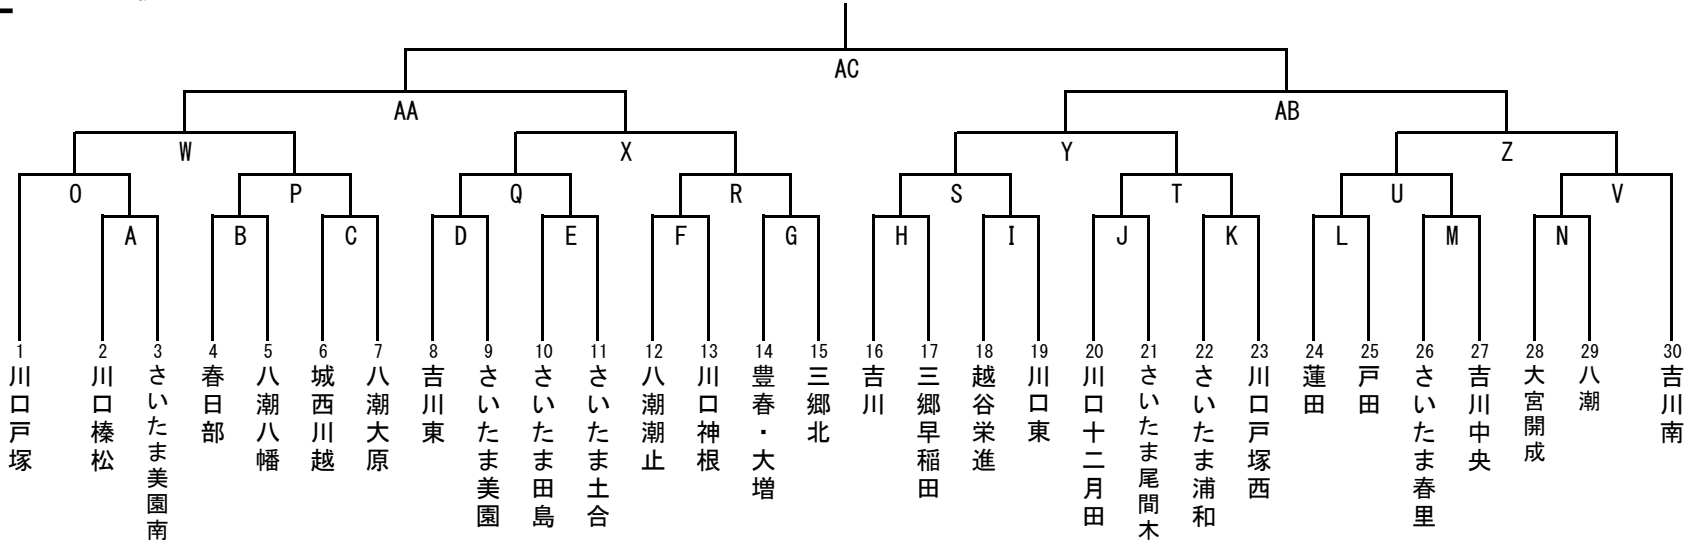 AC
AA
AB
W
X
Y
Z
O
P
Q
R
S
T
U
V
A
B
C
D
E
F
G
H
I
J
K
L
M
N
1
川口戸塚
2
川口榛松
3
さいたま美園南
4
春日部
5
八潮八幡
6
城西川越
7
八潮大原
8
吉川東
9
さいたま美園
10
さいたま田島
11
さいたま土合
12
八潮潮止
13
川口神根
14
豊春・大増
15
三郷北
16
吉川
17
三郷早稲田
18
越谷栄進
19
川口東
20
川口十二月田
21
さいたま尾間木
22
さいたま浦和
23
川口戸塚西
24
蓮田
25
戸田
26
さいたま春里
27
吉川中央
28
大宮開成
29
八潮
30
吉川南